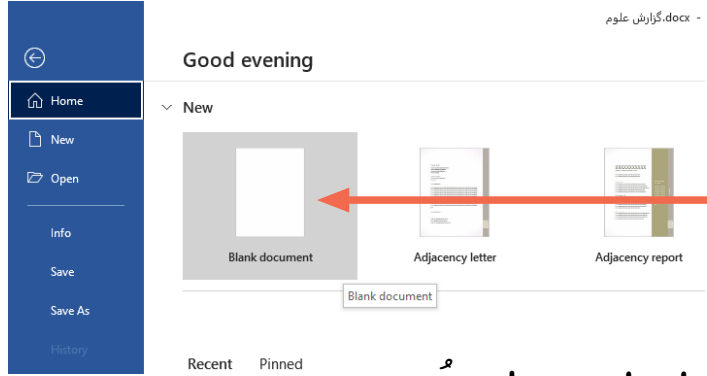 گزارش علوم.docx -
Good evening
Home
New
New
Open
Blank document
Adjacency letter
Adjacency report
Info
Save
Blank document
Save As
History
Recent
Pinned